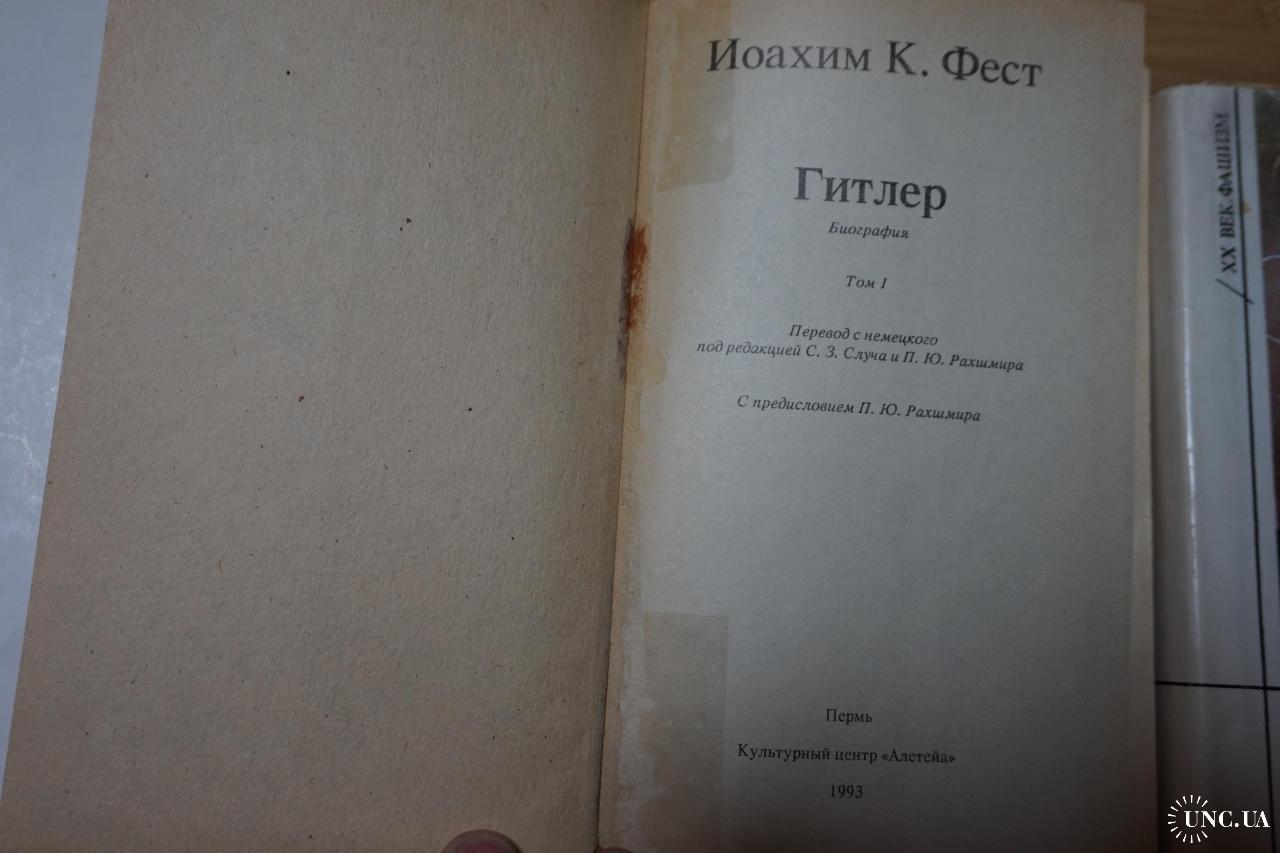 Иоахим К. Фест
Гитлер
Биография
Том I
Перевод с немецкого
под редакцией С. З. Случа и П. Ю. Рахшмира
С предисловием П. Ю. Рахшмира
Пермь
Культурный центр «Алетейа»
1993
/XX ВЕК. ФАШИЗМ
UNC.UA